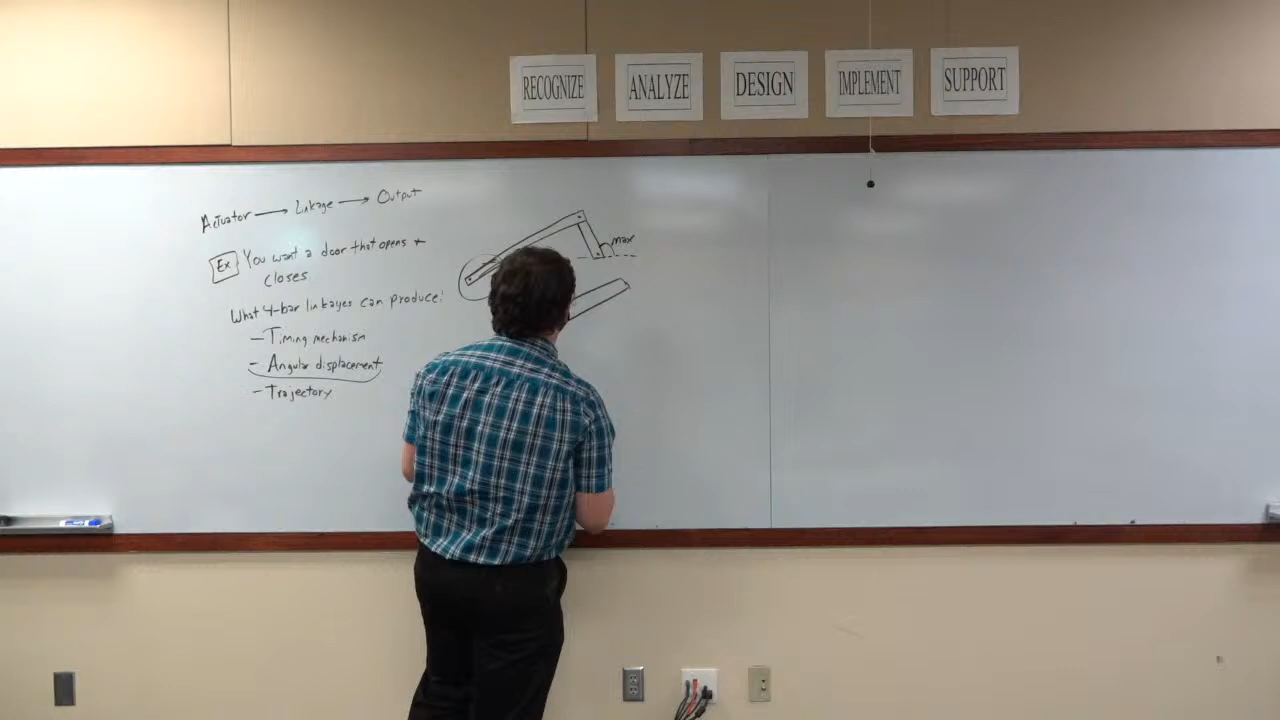 RECOGNIZE ANALYZE DESIGN IMPLEMENT SUPPORT
Actuator → Linkage → Output
Ex You want a door that opens +
closes
What 4-bar linkages can produce:
- Timing mechanism
- Angular displacement
- Trajectory
max